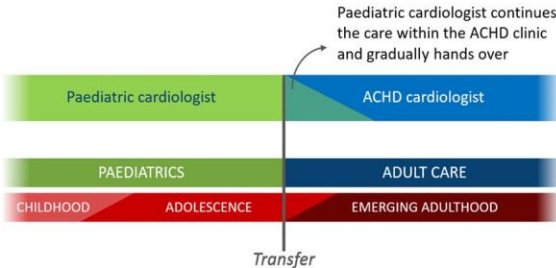 Paediatric cardiologist continues
the care within the ACHD clinic
and gradually hands over
Paediatric cardiologist
ACHD cardiologist
PAEDIATRICS
ADULT CARE
CHILDHOOD
ADOLESCENCE
EMERGING ADULTHOOD
Transfer